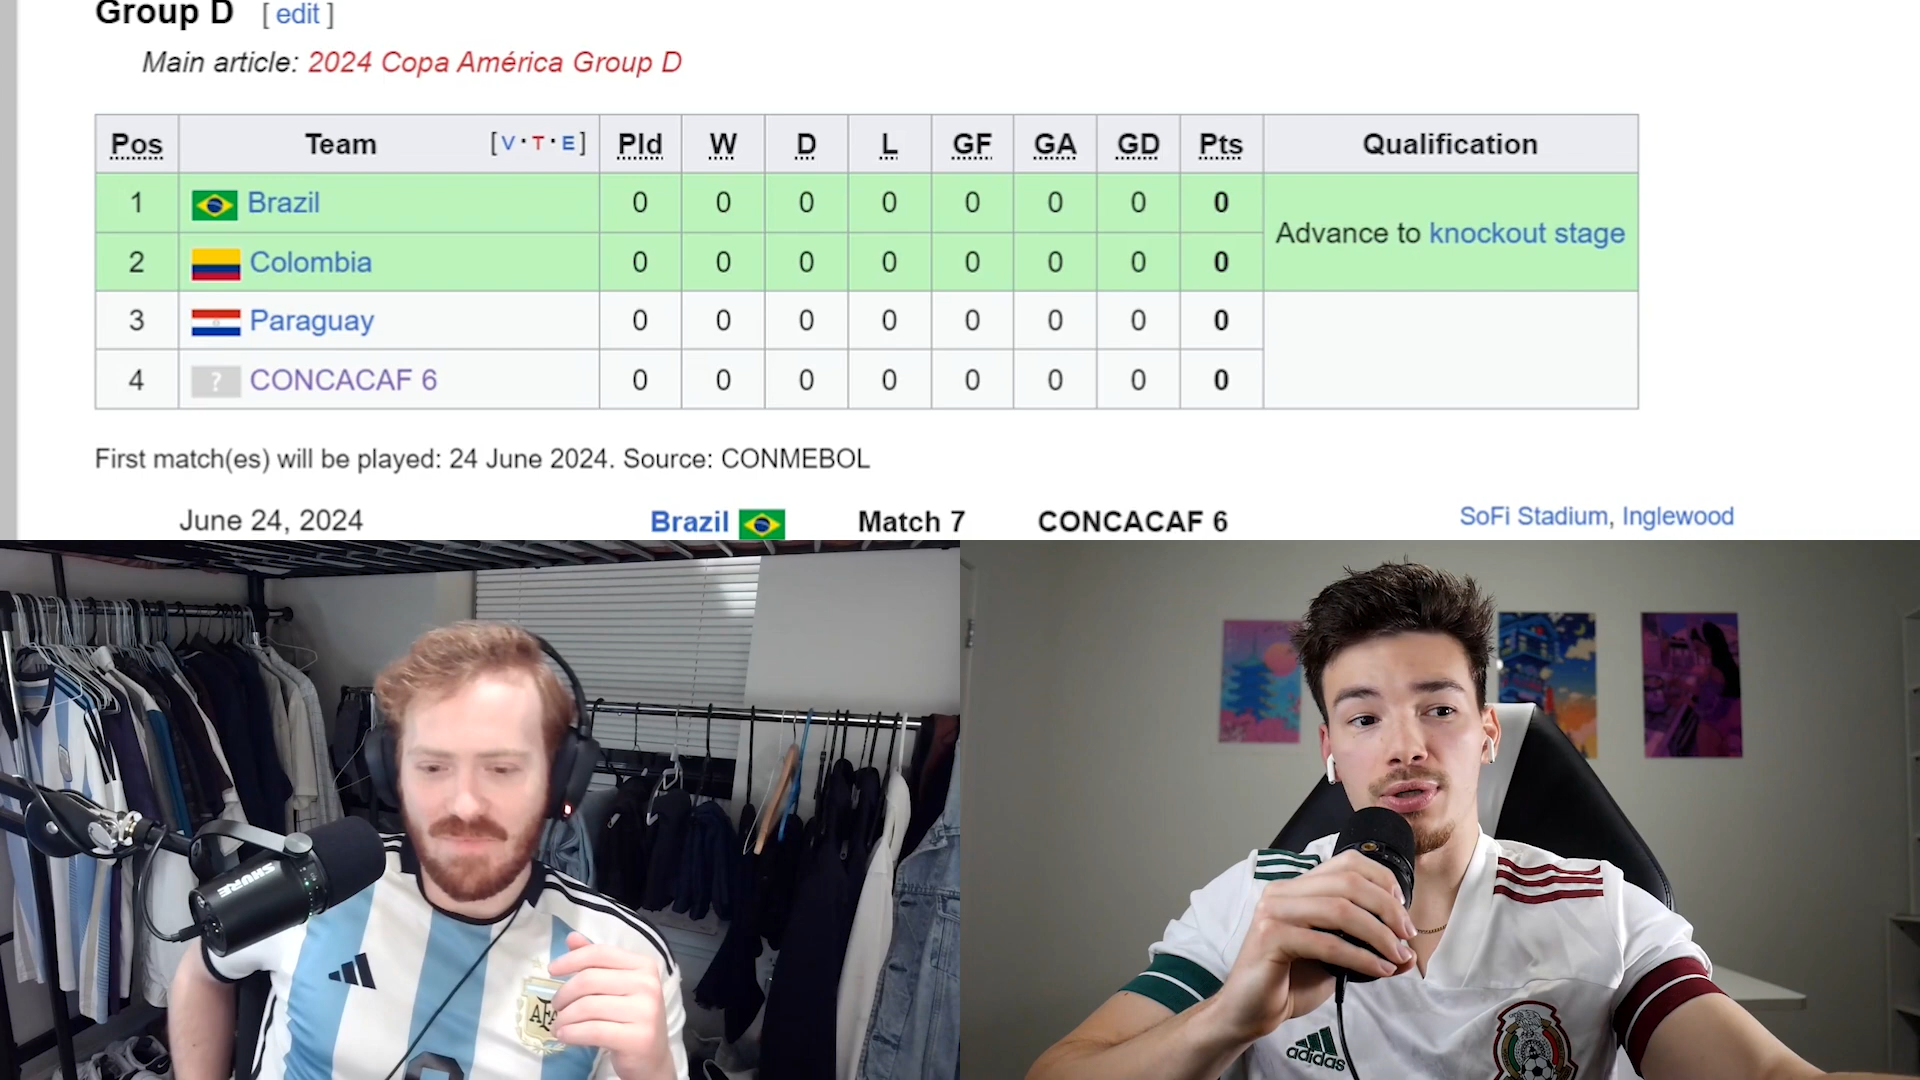 Group D [ edit ]
Main article: 2024 Copa América Group D
Pos Team [V·T·E] Pld W D L GF GA GD Pts Qualification
1 Brazil 0 0 0 0 0 0 0 0 Advance to knockout stage
2 Colombia 0 0 0 0 0 0 0 0
3 Paraguay 0 0 0 0 0 0 0 0
4 ? CONCACAF 6 0 0 0 0 0 0 0 0
First match(es) will be played: 24 June 2024. Source: CONMEBOL
June 24, 2024 Brazil Match 7 CONCACAF 6 SoFi Stadium, Inglewood
SHURE
AFA
adidas